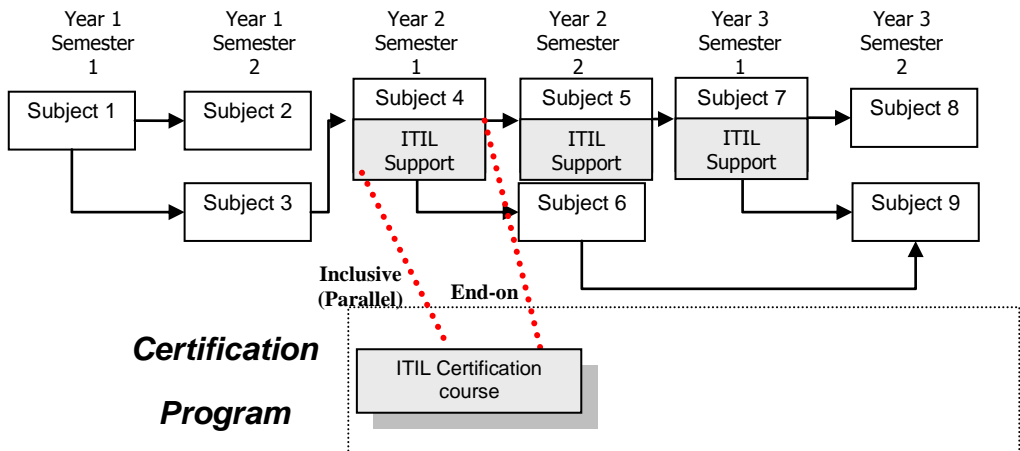 Year 1
Semester
1
Year 1
Semester
2
Year 2
Semester
1
Year 2
Semester
2
Year 3
Semester
1
Year 3
Semester
2
Subject 1
Subject 2
Subject 4
ITIL
Support
Subject 5
ITIL
Support
Subject 7
ITIL
Support
Subject 8
Subject 3
Subject 6
Subject 9
Inclusive
(Parallel)
End-on
Certification
Program
ITIL Certification
course